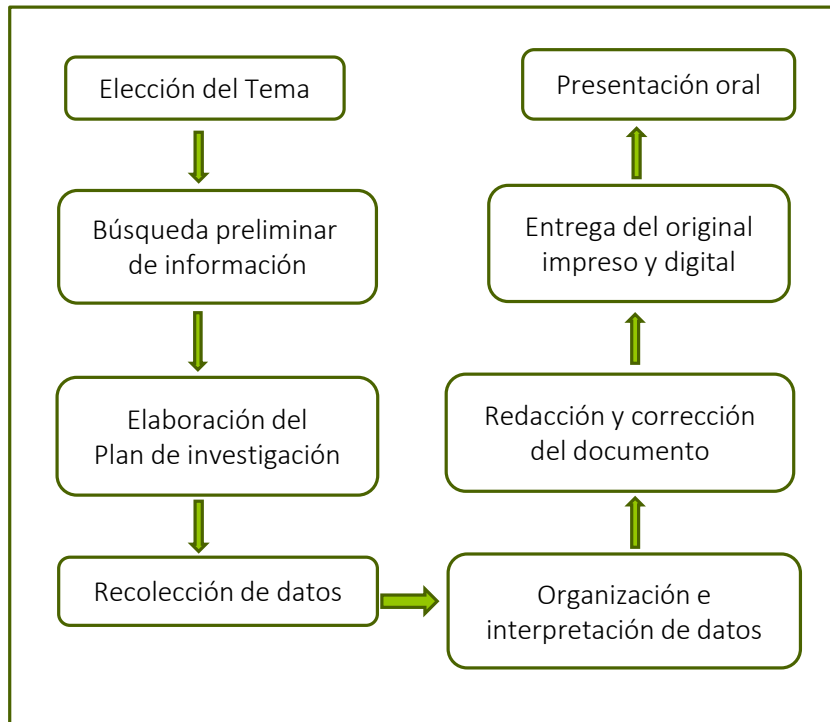 Elección del Tema
Búsqueda preliminar
de información
Elaboración del
Plan de investigación
Recolección de datos
Organización e
interpretación de datos
Redacción y corrección
del documento
Entrega del original
impreso y digital
Presentación oral